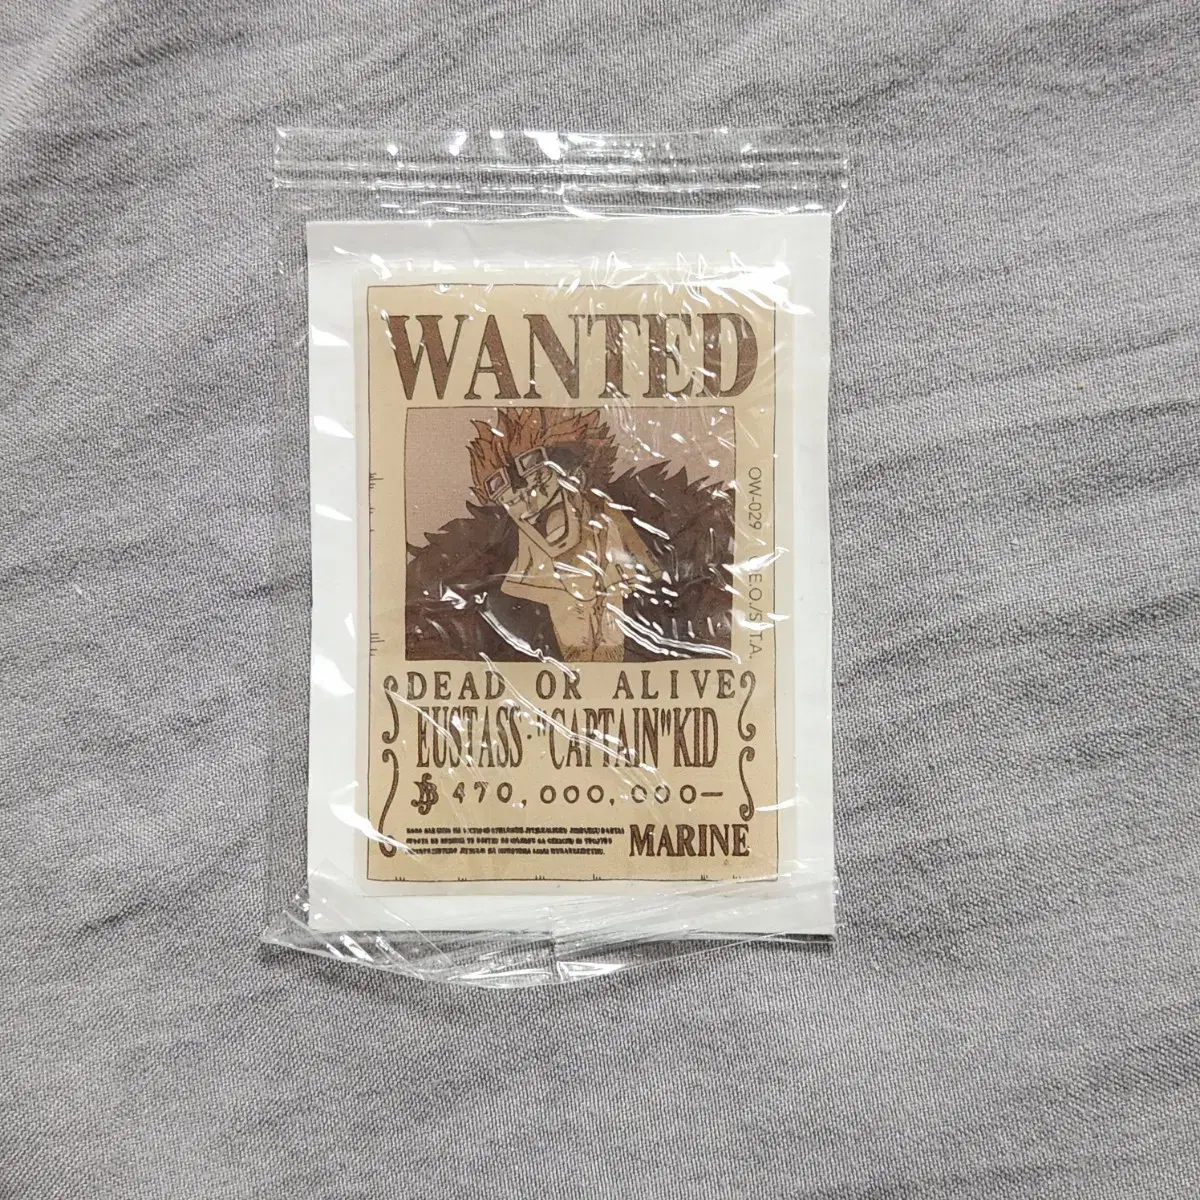 WANTED
OW-029 ©E.O./S.,T.A.
DEAD OR ALIVE
EUSTASS·"CAPTAIN"KID
฿470,000,000—
MARINE